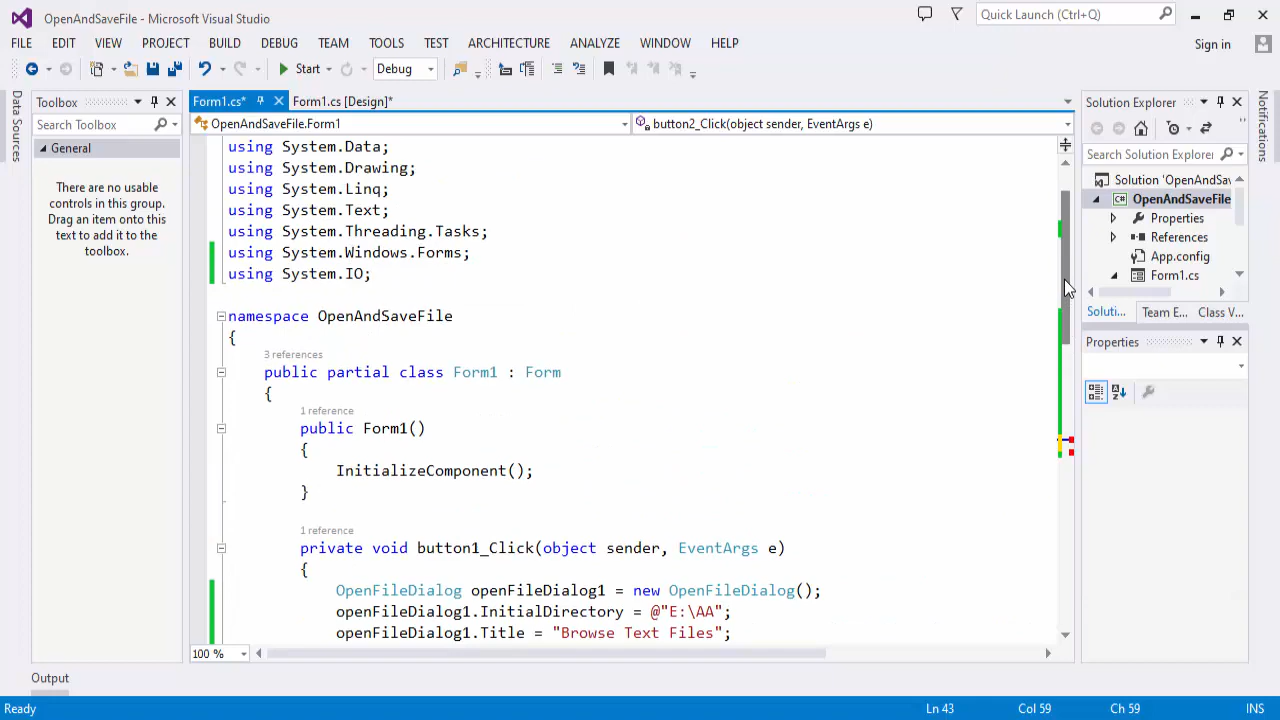 OpenAndSaveFile - Microsoft Visual Studio
Quick Launch (Ctrl+Q)
FILE EDIT VIEW PROJECT BUILD DEBUG TEAM TOOLS TEST ARCHITECTURE ANALYZE WINDOW HELP
Sign in
Start
Debug
Data Sources
Toolbox
Search Toolbox
General
There are no usable
controls in this group.
Drag an item onto this
text to add it to the
toolbox.
Form1.cs*
Form1.cs [Design]*
OpenAndSaveFile.Form1
button2_Click(object sender, EventArgs e)
using System.Data;
using System.Drawing;
using System.Linq;
using System.Text;
using System.Threading.Tasks;
using System.Windows.Forms;
using System.IO;
namespace OpenAndSaveFile
{
3 references
public partial class Form1 : Form
{
1 reference
public Form1()
{
InitializeComponent();
}
1 reference
private void button1_Click(object sender, EventArgs e)
{
OpenFileDialog openFileDialog1 = new OpenFileDialog();
openFileDialog1.InitialDirectory = @"E:\AA";
openFileDialog1.Title = "Browse Text Files";
100 %
Solution Explorer
Search Solution Explorer
Solution 'OpenAndSav
C# OpenAndSaveFile
Properties
References
App.config
Form1.cs
Soluti...
Team E...
Class V...
Properties
Notifications
Output
Ready
Ln 43
Col 59
Ch 59
INS